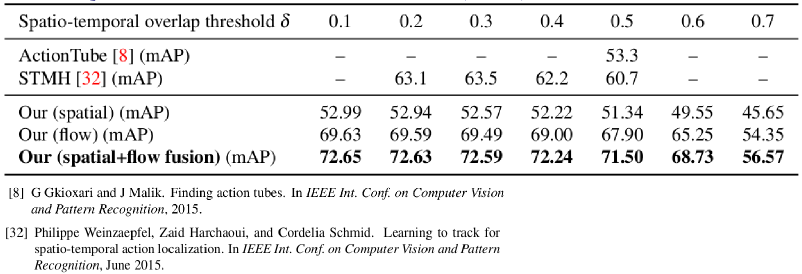 Spatio-temporal overlap threshold δ 0.1 0.2 0.3 0.4 0.5 0.6 0.7
ActionTube [8] (mAP) – – – – 53.3 – –
STMH [32] (mAP) – 63.1 63.5 62.2 60.7 – –
Our (spatial) (mAP) 52.99 52.94 52.57 52.22 51.34 49.55 45.65
Our (flow) (mAP) 69.63 69.59 69.49 69.00 67.90 65.25 54.35
Our (spatial+flow fusion) (mAP) 72.65 72.63 72.59 72.24 71.50 68.73 56.57
[8] G Gkioxari and J Malik. Finding action tubes. In IEEE Int. Conf. on Computer Vision
and Pattern Recognition, 2015.
[32] Philippe Weinzaepfel, Zaid Harchaoui, and Cordelia Schmid. Learning to track for
spatio-temporal action localization. In IEEE Int. Conf. on Computer Vision and Pattern
Recognition, June 2015.